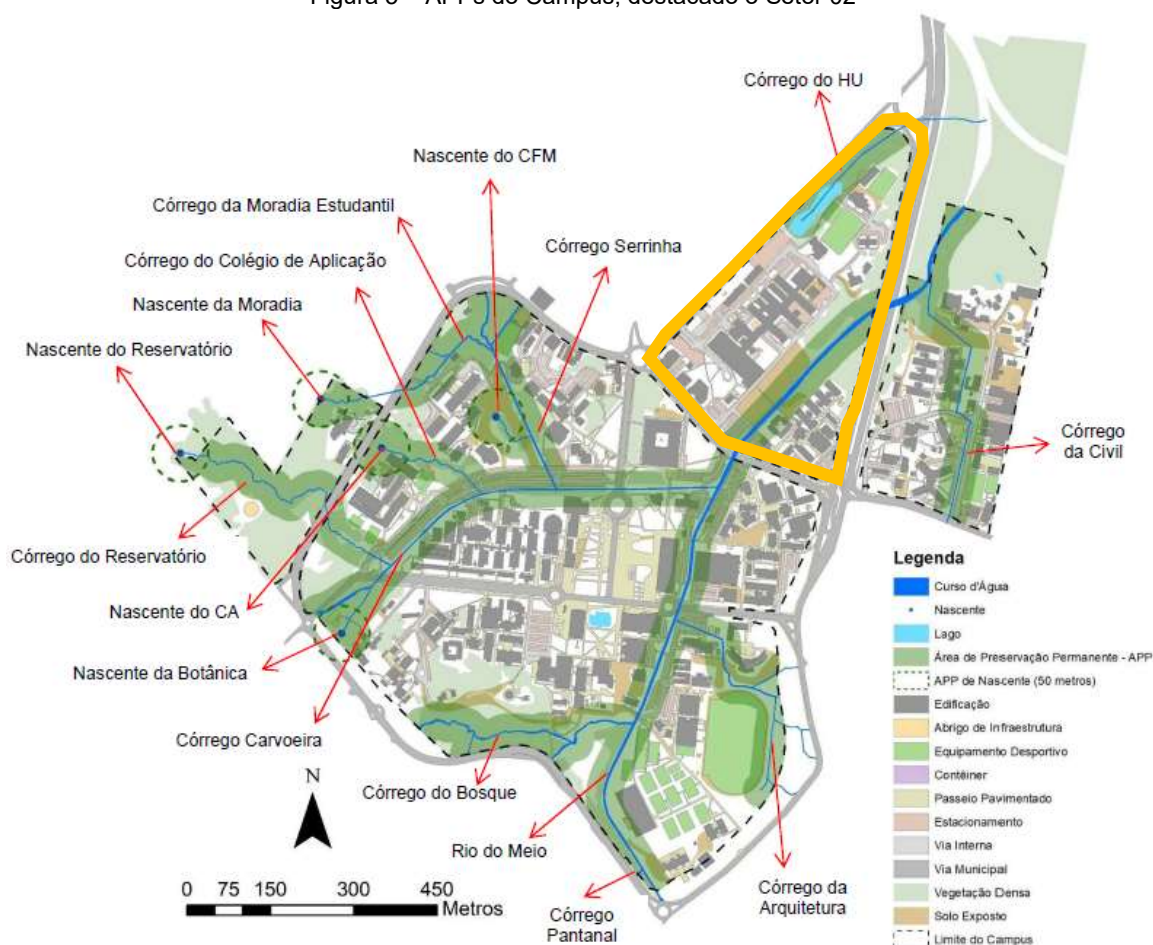 Córrego do HU
Nascente do CFM
Córrego da Moradia Estudantil
Córrego Serrinha
Córrego do Colégio de Aplicação
Nascente da Moradia
Nascente do Reservatório
Córrego
da Civil
Córrego do Reservatório
Nascente do CA
Nascente da Botânica
Córrego Carvoeira
N
Córrego do Bosque
Rio do Meio
Córrego da
Arquitetura
Córrego
Pantanal
0 75 150 300 450
Metros
Legenda
Curso d'Água
Nascente
Lago
Área de Preservação Permanente - APP
APP de Nascente (50 metros)
Edificação
Abrigo de Infraestrutura
Equipamento Desportivo
Contêiner
Passeio Pavimentado
Estacionamento
Via Interna
Via Municipal
Vegetação Densa
Solo Exposto
Limite do Campus